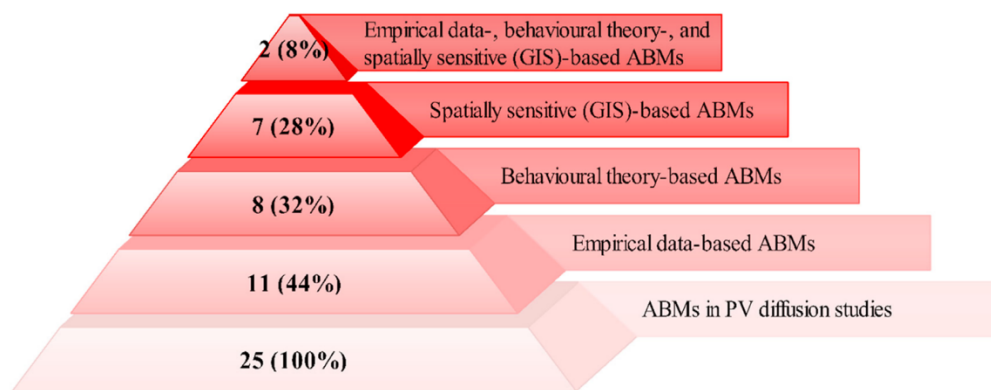 2 (8%)
Empirical data-, behavioural theory-, and
spatially sensitive (GIS)-based ABMs
7 (28%)
Spatially sensitive (GIS)-based ABMs
8 (32%)
Behavioural theory-based ABMs
11 (44%)
Empirical data-based ABMs
25 (100%)
ABMs in PV diffusion studies